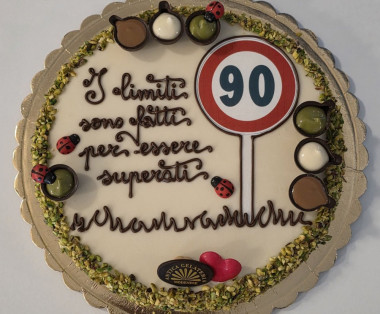 I limiti
sono fatti
per essere
superati
90